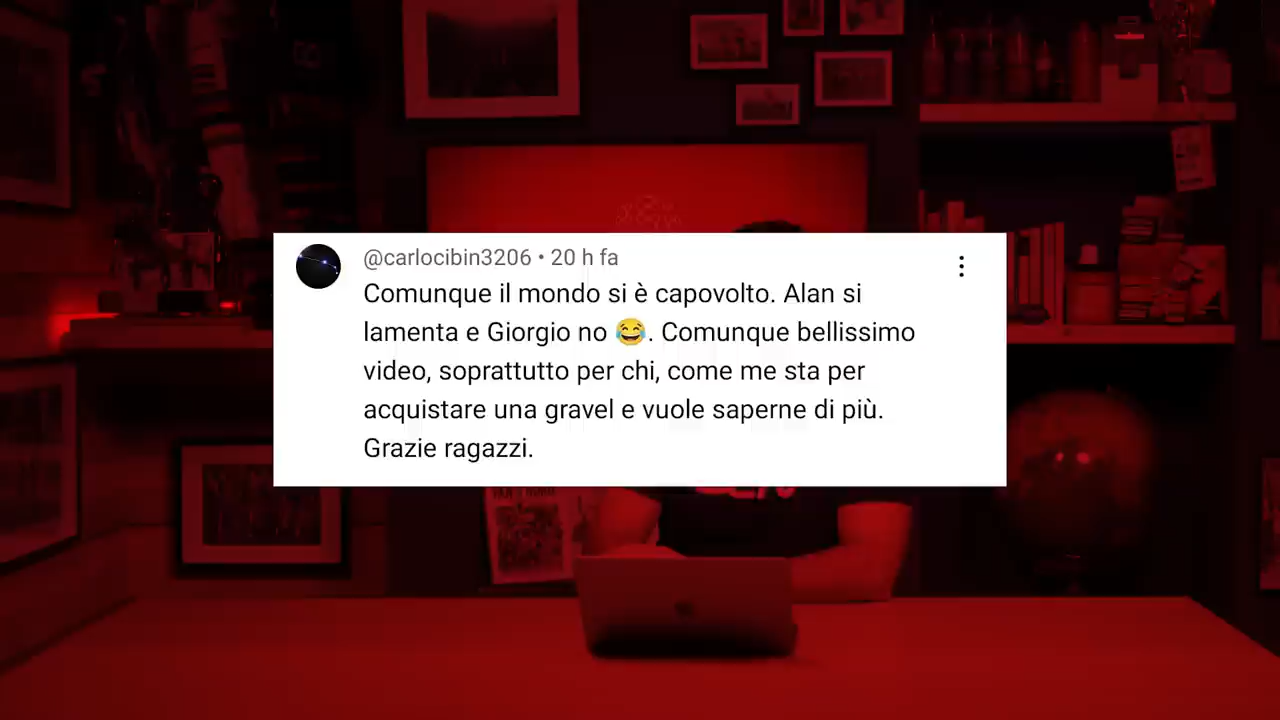 @carlocibin3206 • 20 h fa
Comunque il mondo si è capovolto. Alan si
lamenta e Giorgio no 😂. Comunque bellissimo
video, soprattutto per chi, come me sta per
acquistare una gravel e vuole saperne di più.
Grazie ragazzi.